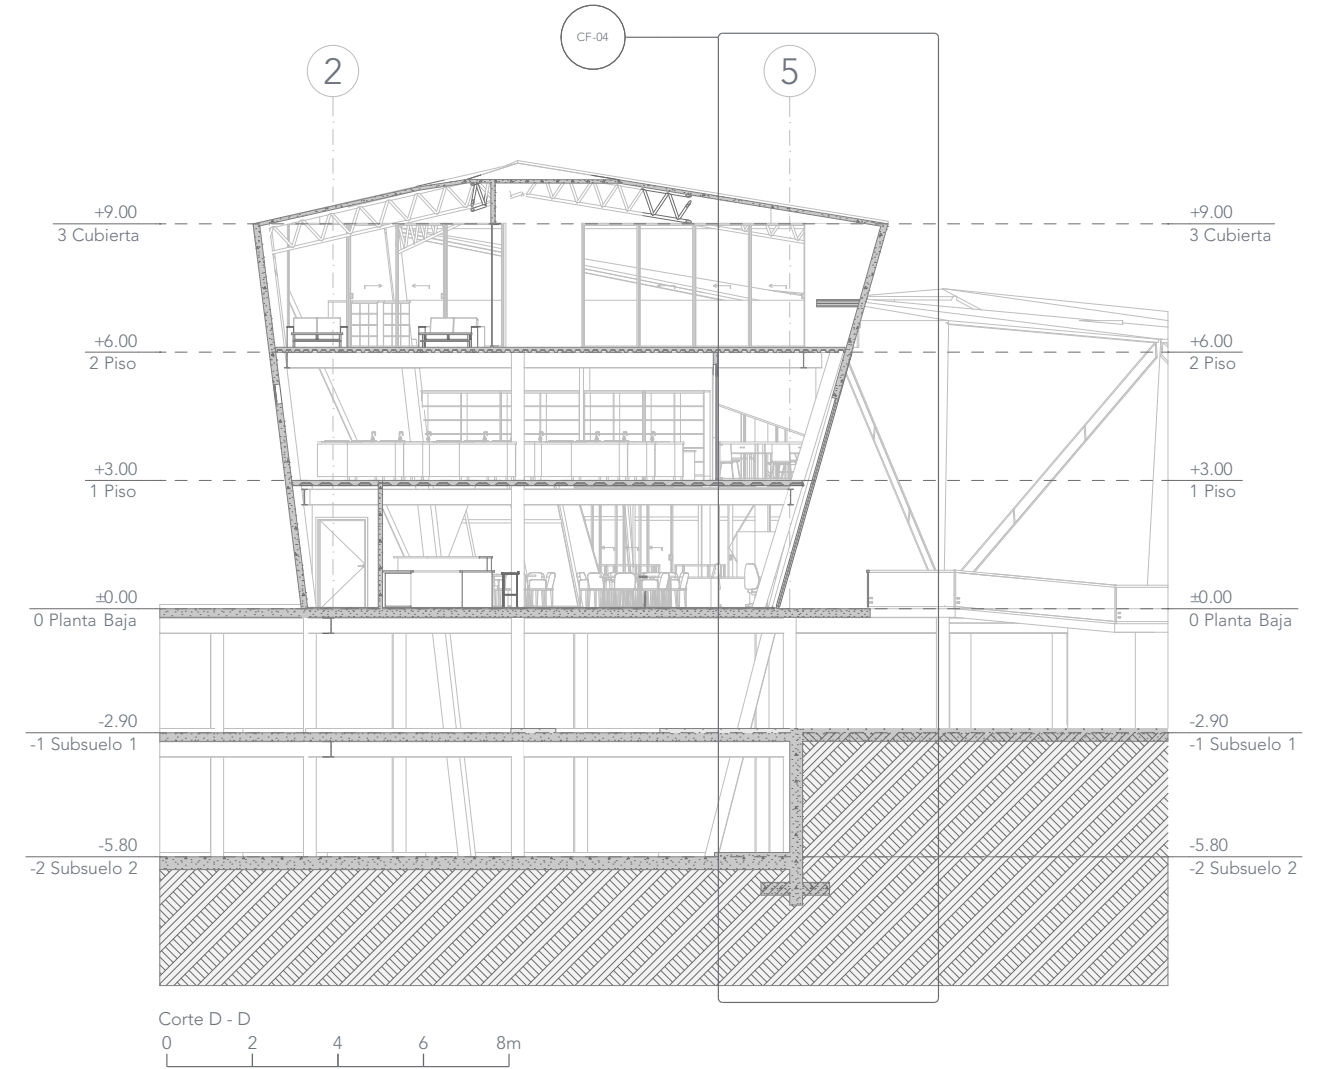 CF-04
2
5
+9.00
3 Cubierta
+9.00
3 Cubierta
+6.00
2 Piso
+6.00
2 Piso
+3.00
1 Piso
+3.00
1 Piso
±0.00
0 Planta Baja
±0.00
0 Planta Baja
-2.90
-1 Subsuelo 1
-2.90
-1 Subsuelo 1
-5.80
-2 Subsuelo 2
-5.80
-2 Subsuelo 2
Corte D - D
0 2 4 6 8m